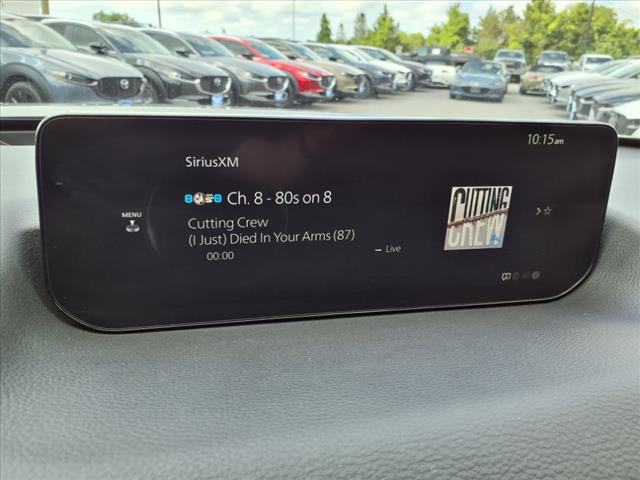 10:15am
SiriusXM
80s8 Ch. 8 - 80s on 8
MENU
Cutting Crew
(I Just) Died In Your Arms (87)
00:00
Live
CUTTING
CREW